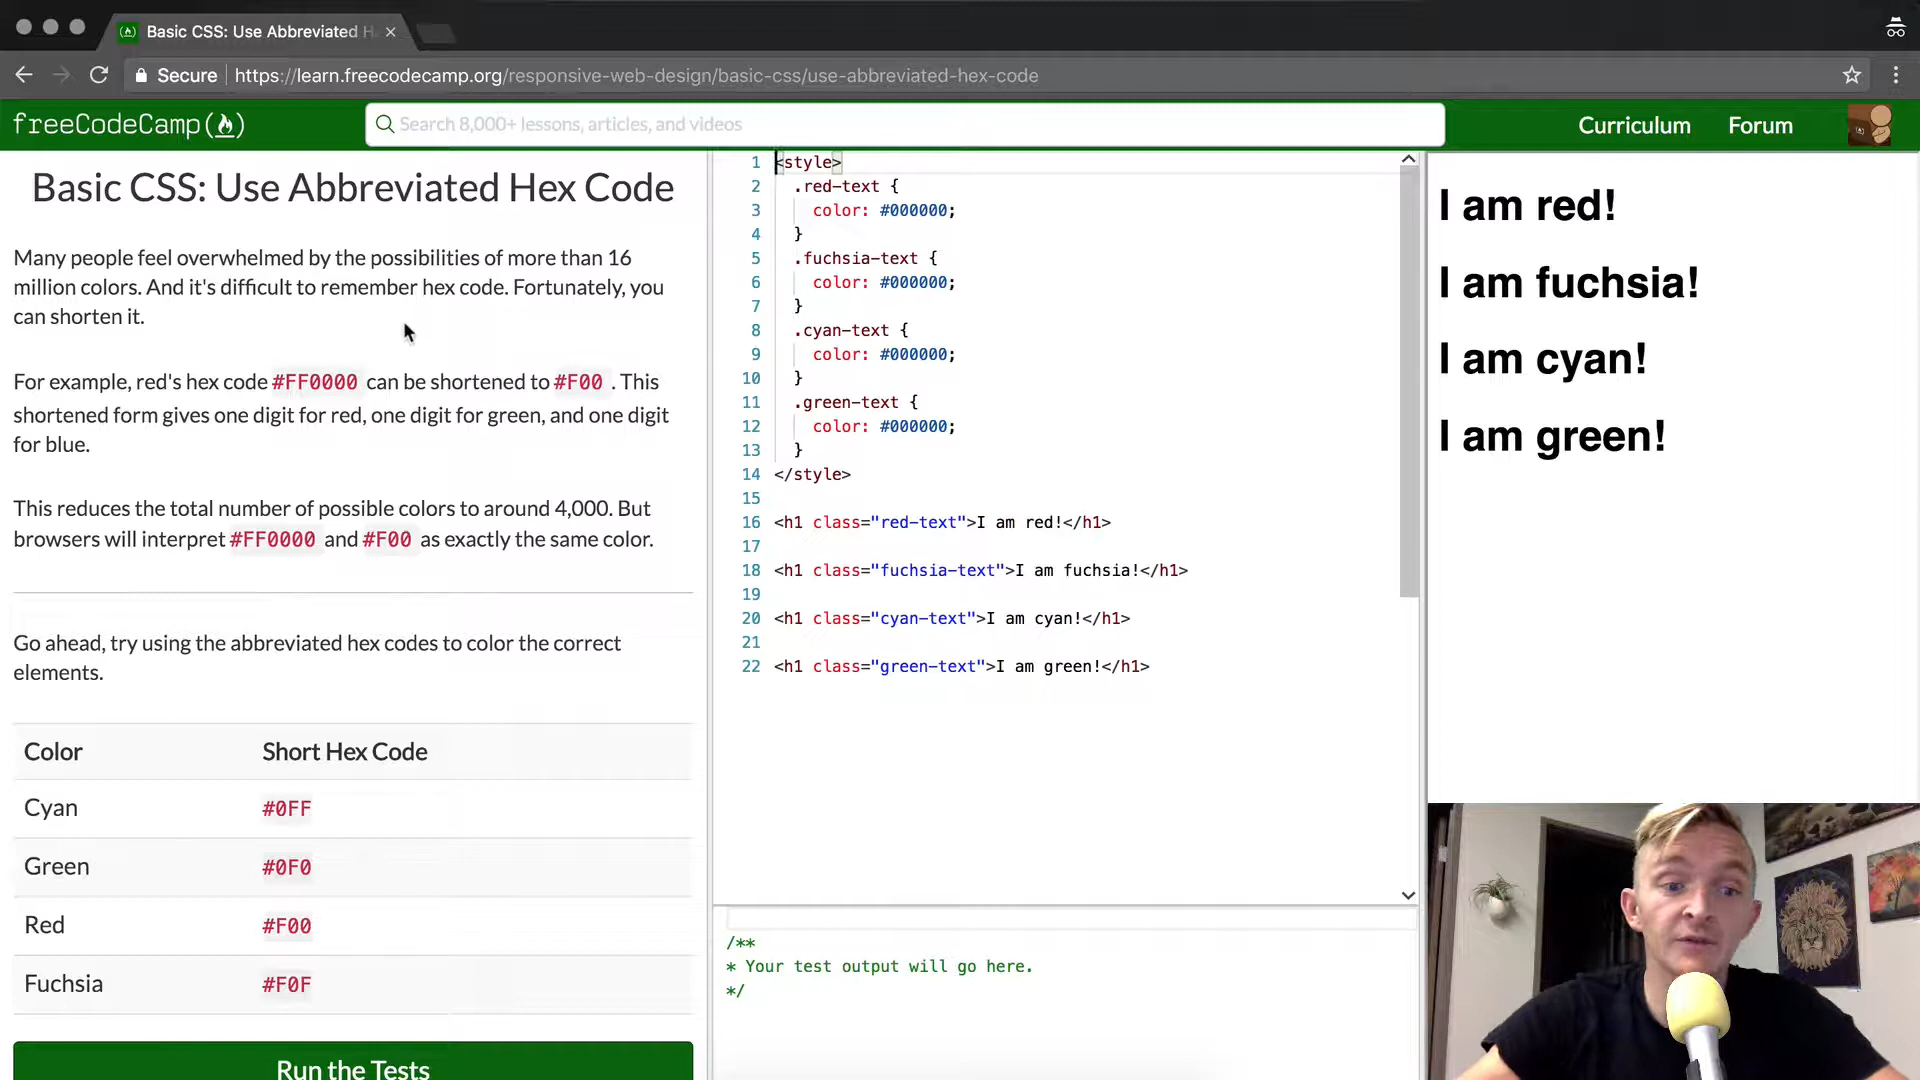 Basic CSS: Use Abbreviated H
Secure
https://learn.freecodecamp.org/responsive-web-design/basic-css/use-abbreviated-hex-code
freeCodeCamp
Search 8,000+ lessons, articles, and videos
Curriculum
Forum
Basic CSS: Use Abbreviated Hex Code
Many people feel overwhelmed by the possibilities of more than 16
million colors. And it's difficult to remember hex code. Fortunately, you
can shorten it.
For example, red's hex code #FF0000 can be shortened to #F00 . This
shortened form gives one digit for red, one digit for green, and one digit
for blue.
This reduces the total number of possible colors to around 4,000. But
browsers will interpret #FF0000 and #F00 as exactly the same color.
Go ahead, try using the abbreviated hex codes to color the correct
elements.
Color Short Hex Code
Cyan #0FF
Green #0F0
Red #F00
Fuchsia #F0F
Run the Tests
1 <style>
2 .red-text {
3 color: #000000;
4 }
5 .fuchsia-text {
6 color: #000000;
7 }
8 .cyan-text {
9 color: #000000;
10 }
11 .green-text {
12 color: #000000;
13 }
14 </style>
15
16 <h1 class="red-text">I am red!</h1>
17
18 <h1 class="fuchsia-text">I am fuchsia!</h1>
19
20 <h1 class="cyan-text">I am cyan!</h1>
21
22 <h1 class="green-text">I am green!</h1>
/**
* Your test output will go here.
*/
I am red!
I am fuchsia!
I am cyan!
I am green!